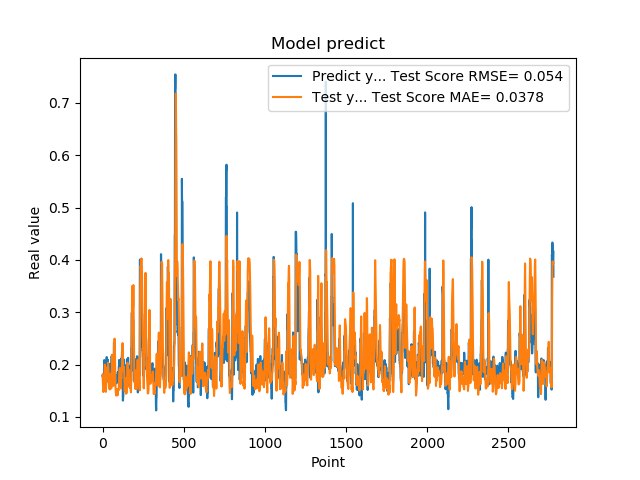 Model predict
Predict y... Test Score RMSE= 0.054
Test y... Test Score MAE= 0.0378
0.7
0.6
0.5
0.4
0.3
0.2
0.1
Real value
0 500 1000 1500 2000 2500
Point